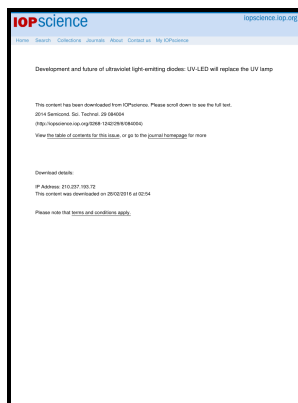 IOPscience
iopscience.iop.org
Home Search Collections Journals About Contact us My IOPscience
Development and future of ultraviolet light-emitting diodes: UV-LED will replace the UV lamp
This content has been downloaded from IOPscience. Please scroll down to see the full text.
2014 Semicond. Sci. Technol. 29 084004
(http://iopscience.iop.org/0268-1242/29/8/084004)
View the table of contents for this issue, or go to the journal homepage for more
Download details:
IP Address: 210.237.193.72
This content was downloaded on 28/02/2016 at 02:54
Please note that terms and conditions apply.